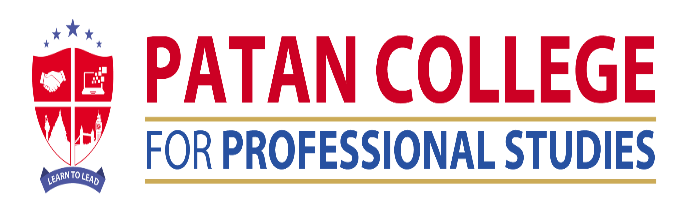 PATAN COLLEGE
FOR PROFESSIONAL STUDIES
LEARN TO LEAD